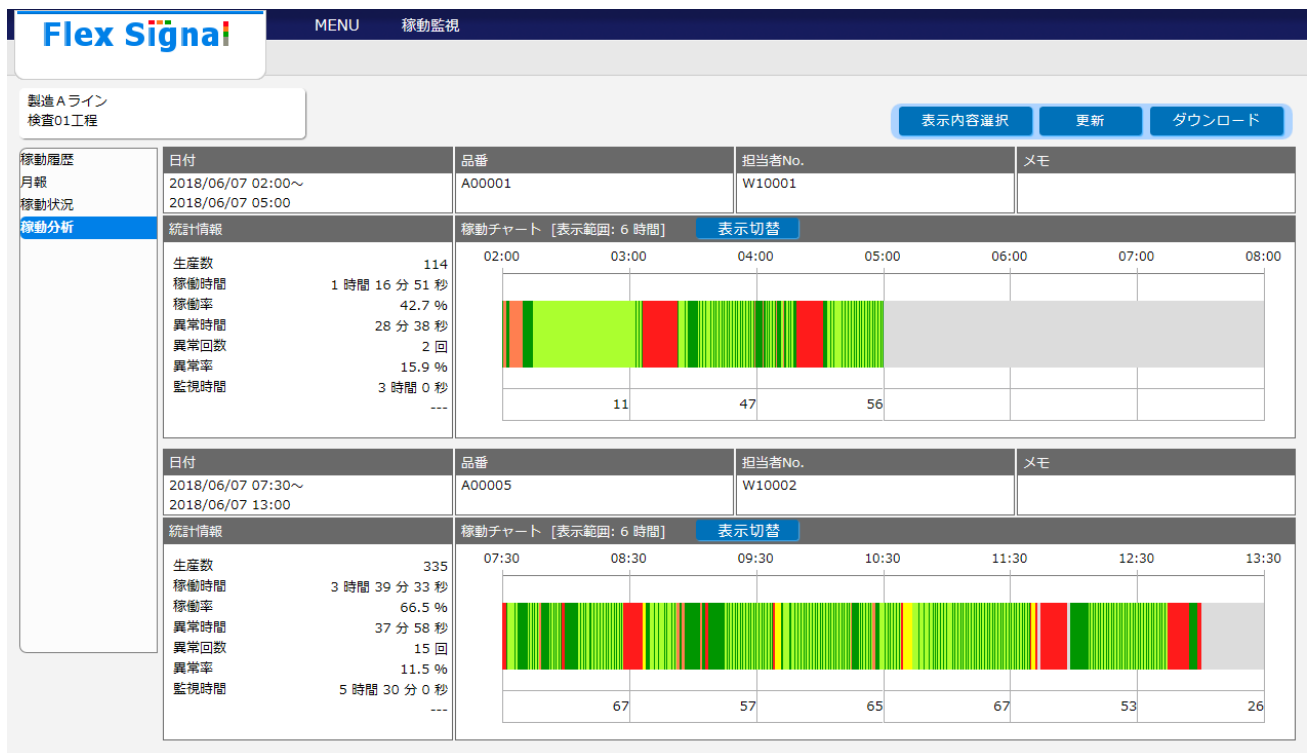 Flex Signal
MENU 稼動監視
製造Aライン
検査01工程
表示内容選択 更新 ダウンロード
稼動履歴
月報
稼動状況
稼動分析
日付 品番 担当者No. メモ
2018/06/07 02:00～ A00001 W10001
2018/06/07 05:00
統計情報 稼動チャート [表示範囲: 6 時間] 表示切替
02:00 03:00 04:00 05:00 06:00 07:00 08:00
生産数 114
稼働時間 1 時間 16 分 51 秒
稼働率 42.7 %
異常時間 28 分 38 秒
異常回数 2 回
異常率 15.9 %
監視時間 3 時間 0 秒
---
11 47 56
日付 品番 担当者No. メモ
2018/06/07 07:30～ A00005 W10002
2018/06/07 13:00
統計情報 稼動チャート [表示範囲: 6 時間] 表示切替
07:30 08:30 09:30 10:30 11:30 12:30 13:30
生産数 335
稼働時間 3 時間 39 分 33 秒
稼働率 66.5 %
異常時間 37 分 58 秒
異常回数 15 回
異常率 11.5 %
監視時間 5 時間 30 分 0 秒
---
67 57 65 67 53 26